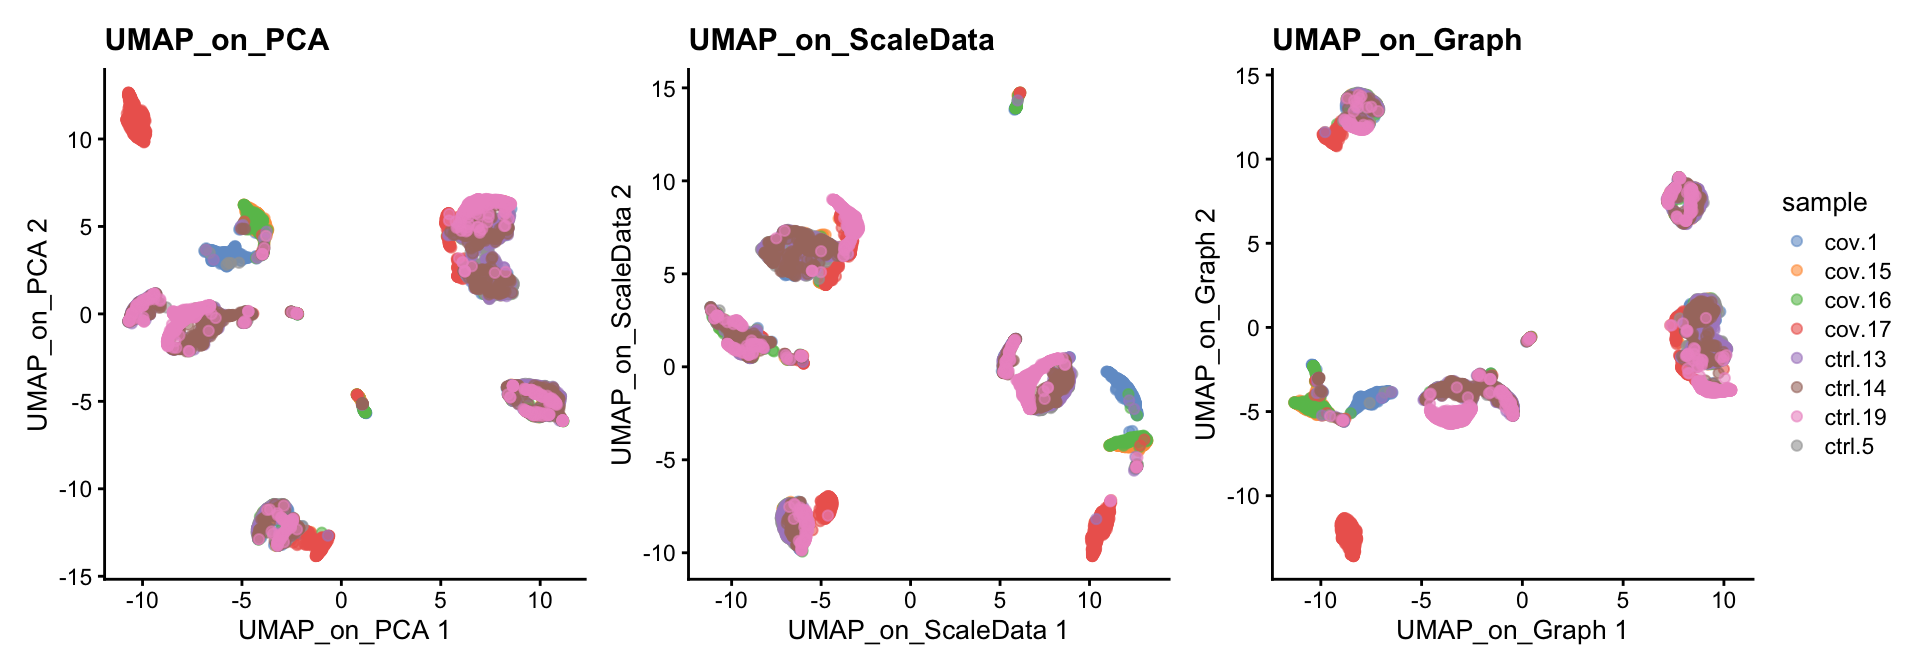 UMAP_on_PCA
UMAP_on_PCA 2
10
5
0
-5
-10
-15
-10
-5
0
5
10
UMAP_on_PCA 1
UMAP_on_ScaleData
UMAP_on_ScaleData 2
15
10
5
0
-5
-10
-10
-5
0
5
10
UMAP_on_ScaleData 1
UMAP_on_Graph
UMAP_on_Graph 2
15
10
5
0
-5
-10
-10
-5
0
5
10
UMAP_on_Graph 1
sample
cov.1
cov.15
cov.16
cov.17
ctrl.13
ctrl.14
ctrl.19
ctrl.5